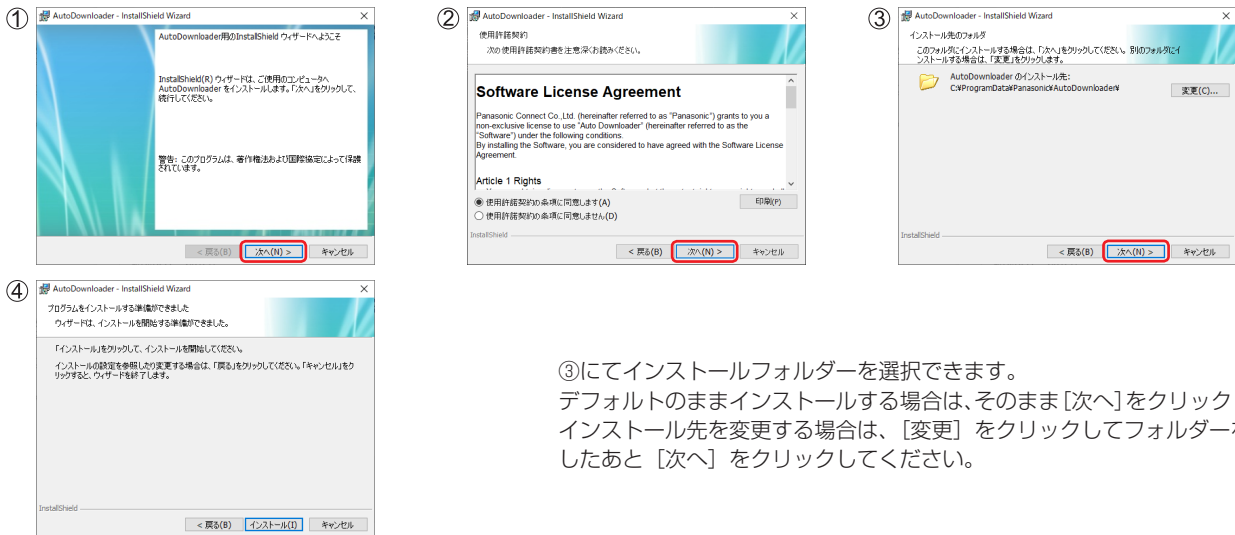 ①
AutoDownloader - InstallShield Wizard
AutoDownloader用のInstallShield ウィザードへようこそ
InstallShield(R) ウィザードは、ご使用のコンピュータへ
AutoDownloader をインストールします。「次へ」をクリックして、
続行してください。
警告: このプログラムは、著作権法および国際協定によって保護
されています。
< 戻る(B)
次へ(N) >
キャンセル
②
AutoDownloader - InstallShield Wizard
使用許諾契約
次の使用許諾契約書を注意深くお読みください。
Software License Agreement
Panasonic Connect Co.,Ltd. (hereinafter referred to as "Panasonic") grants to you a
non-exclusive license to use "Auto Downloader" (hereinafter referred to as the
"Software") under the following conditions.
By installing the Software, you are considered to have agreed with the Software License
Agreement.
Article 1 Rights
使用許諾契約の条項に同意します(A)
印刷(P)
使用許諾契約の条項に同意しません(D)
InstallShield
< 戻る(B)
次へ(N) >
キャンセル
③
AutoDownloader - InstallShield Wizard
インストール先のフォルダ
このフォルダにインストールする場合は、「次へ」をクリックしてください。別のフォルダにイ
ンストールする場合は、「変更」をクリックします。
AutoDownloader のインストール先:
C:¥ProgramData¥Panasonic¥AutoDownloader¥
変更(C)...
InstallShield
< 戻る(B)
次へ(N) >
キャンセル
④
AutoDownloader - InstallShield Wizard
プログラムをインストールする準備ができました
ウィザードは、インストールを開始する準備ができました。
「インストール」をクリックして、インストールを開始してください。
インストールの設定を参照したり変更する場合は、「戻る」をクリックしてください。「キャンセル」をク
リックすると、ウィザードを終了します。
InstallShield
< 戻る(B)
インストール(I)
キャンセル
③にてインストールフォルダーを選択できます。
デフォルトのままインストールする場合は、そのまま[次へ]をクリック
インストール先を変更する場合は、[変更] をクリックしてフォルダー
したあと [次へ] をクリックしてください。